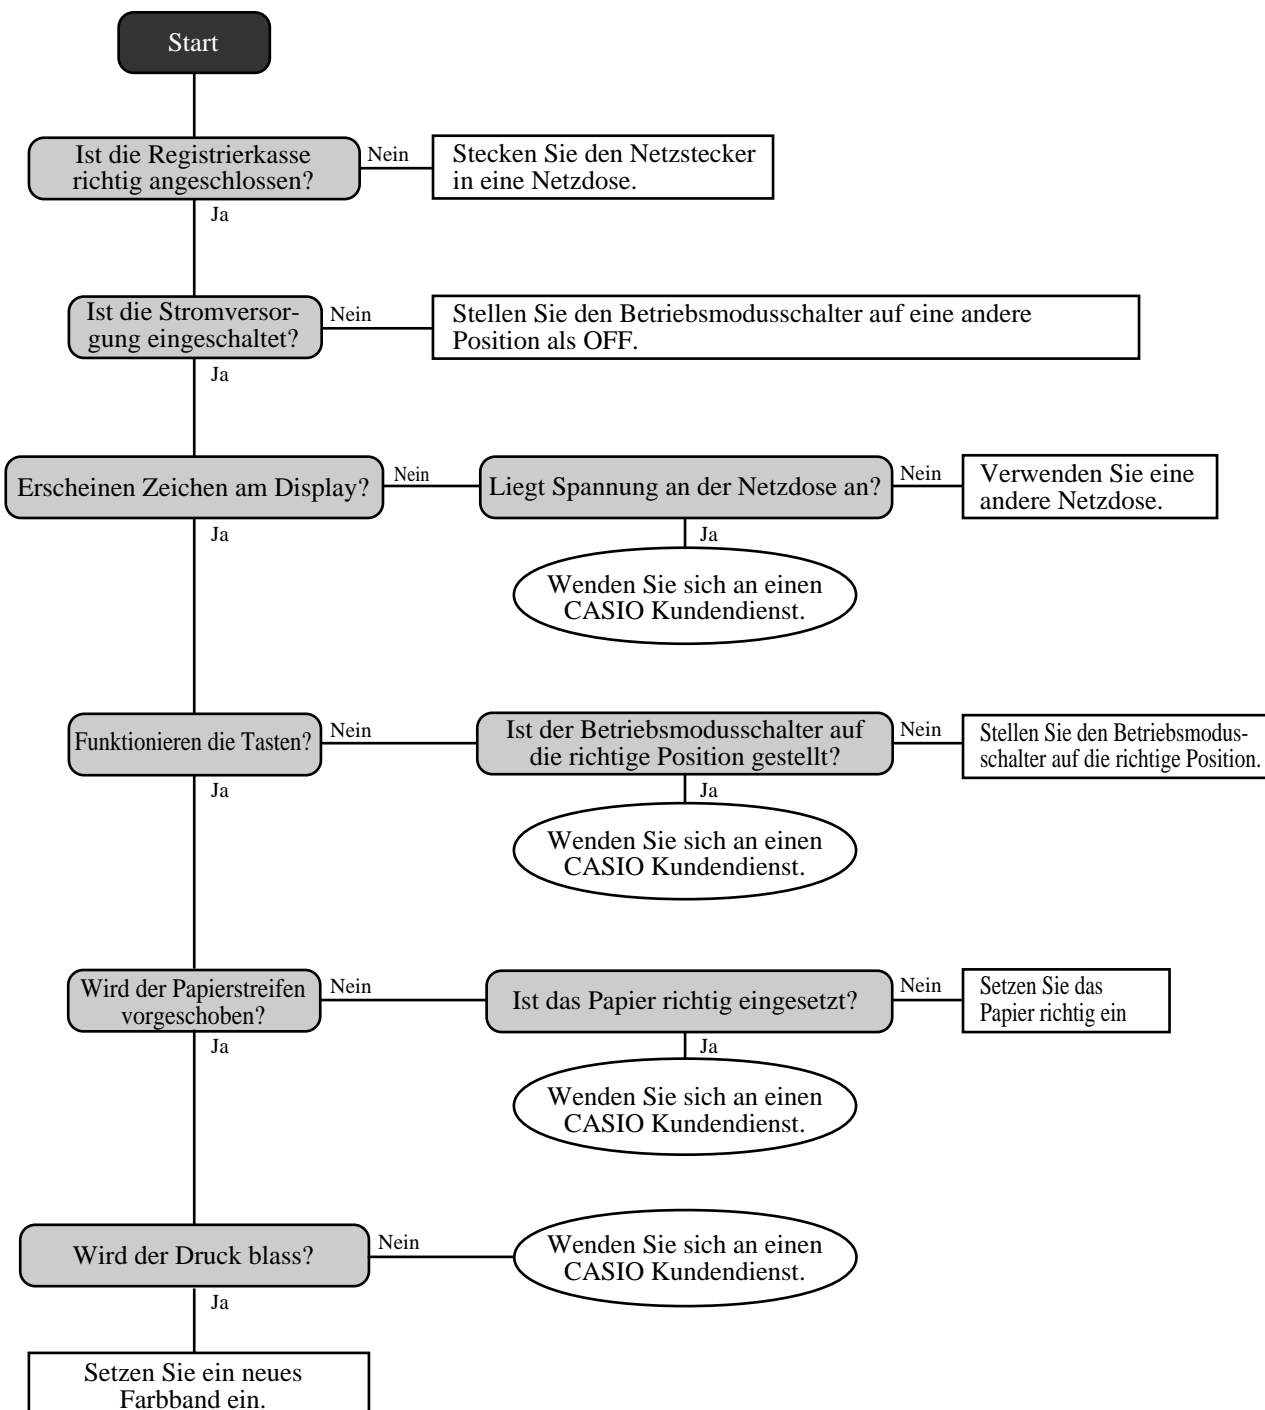 Start
Ist die Registrierkasse
richtig angeschlossen?
Nein
Stecken Sie den Netzstecker
in eine Netzdose.
Ja
Ist die Stromversor-
gung eingeschaltet?
Nein
Stellen Sie den Betriebsmodusschalter auf eine andere
Position als OFF.
Ja
Erscheinen Zeichen am Display?
Nein
Liegt Spannung an der Netzdose an?
Nein
Verwenden Sie eine
andere Netzdose.
Ja
Ja
Wenden Sie sich an einen
CASIO Kundendienst.
Funktionieren die Tasten?
Nein
Ist der Betriebsmodusschalter auf
die richtige Position gestellt?
Nein
Stellen Sie den Betriebsmodus-
schalter auf die richtige Position.
Ja
Ja
Wenden Sie sich an einen
CASIO Kundendienst.
Wird der Papierstreifen
vorgeschoben?
Nein
Ist das Papier richtig eingesetzt?
Nein
Setzen Sie das
Papier richtig ein
Ja
Ja
Wenden Sie sich an einen
CASIO Kundendienst.
Wird der Druck blass?
Nein
Wenden Sie sich an einen
CASIO Kundendienst.
Ja
Setzen Sie ein neues
Farbband ein.